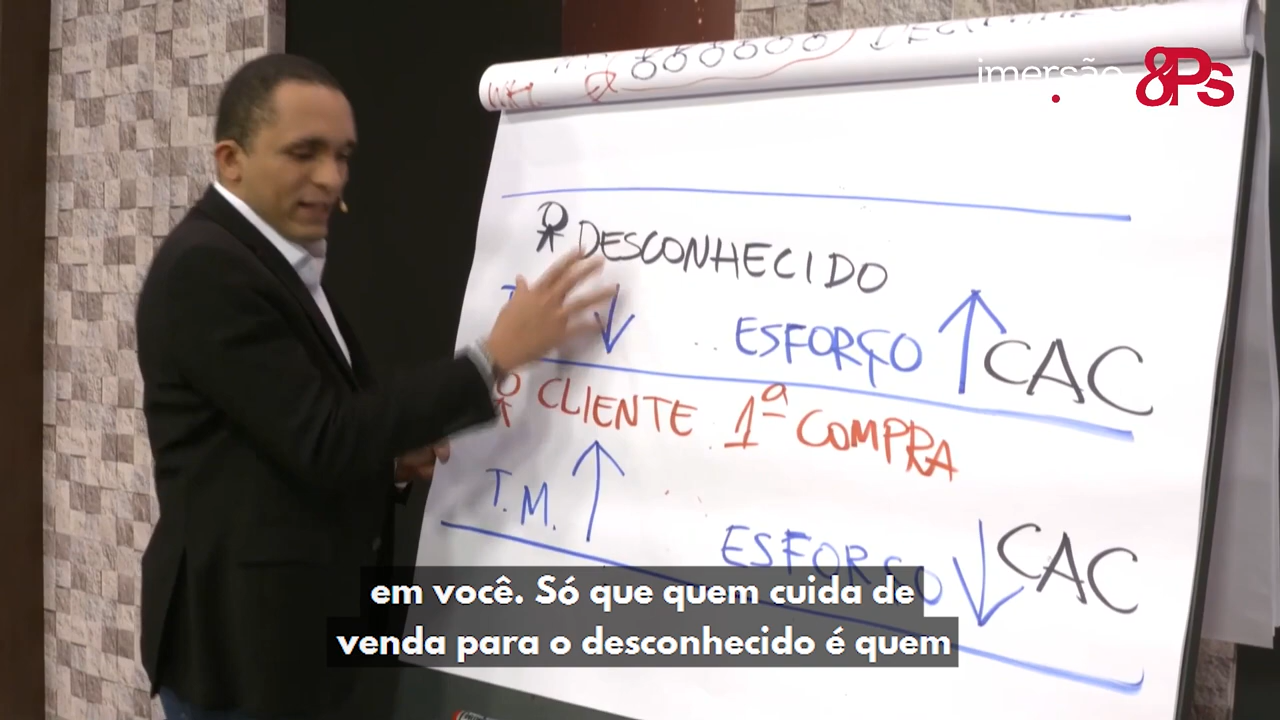 imersão 8Ps
DESCONHECIDO
ESFORÇO CAC
CLIENTE 1ª COMPRA
T.M.
ESFORÇO CAC
em você. Só que quem cuida de
venda para o desconhecido é quem